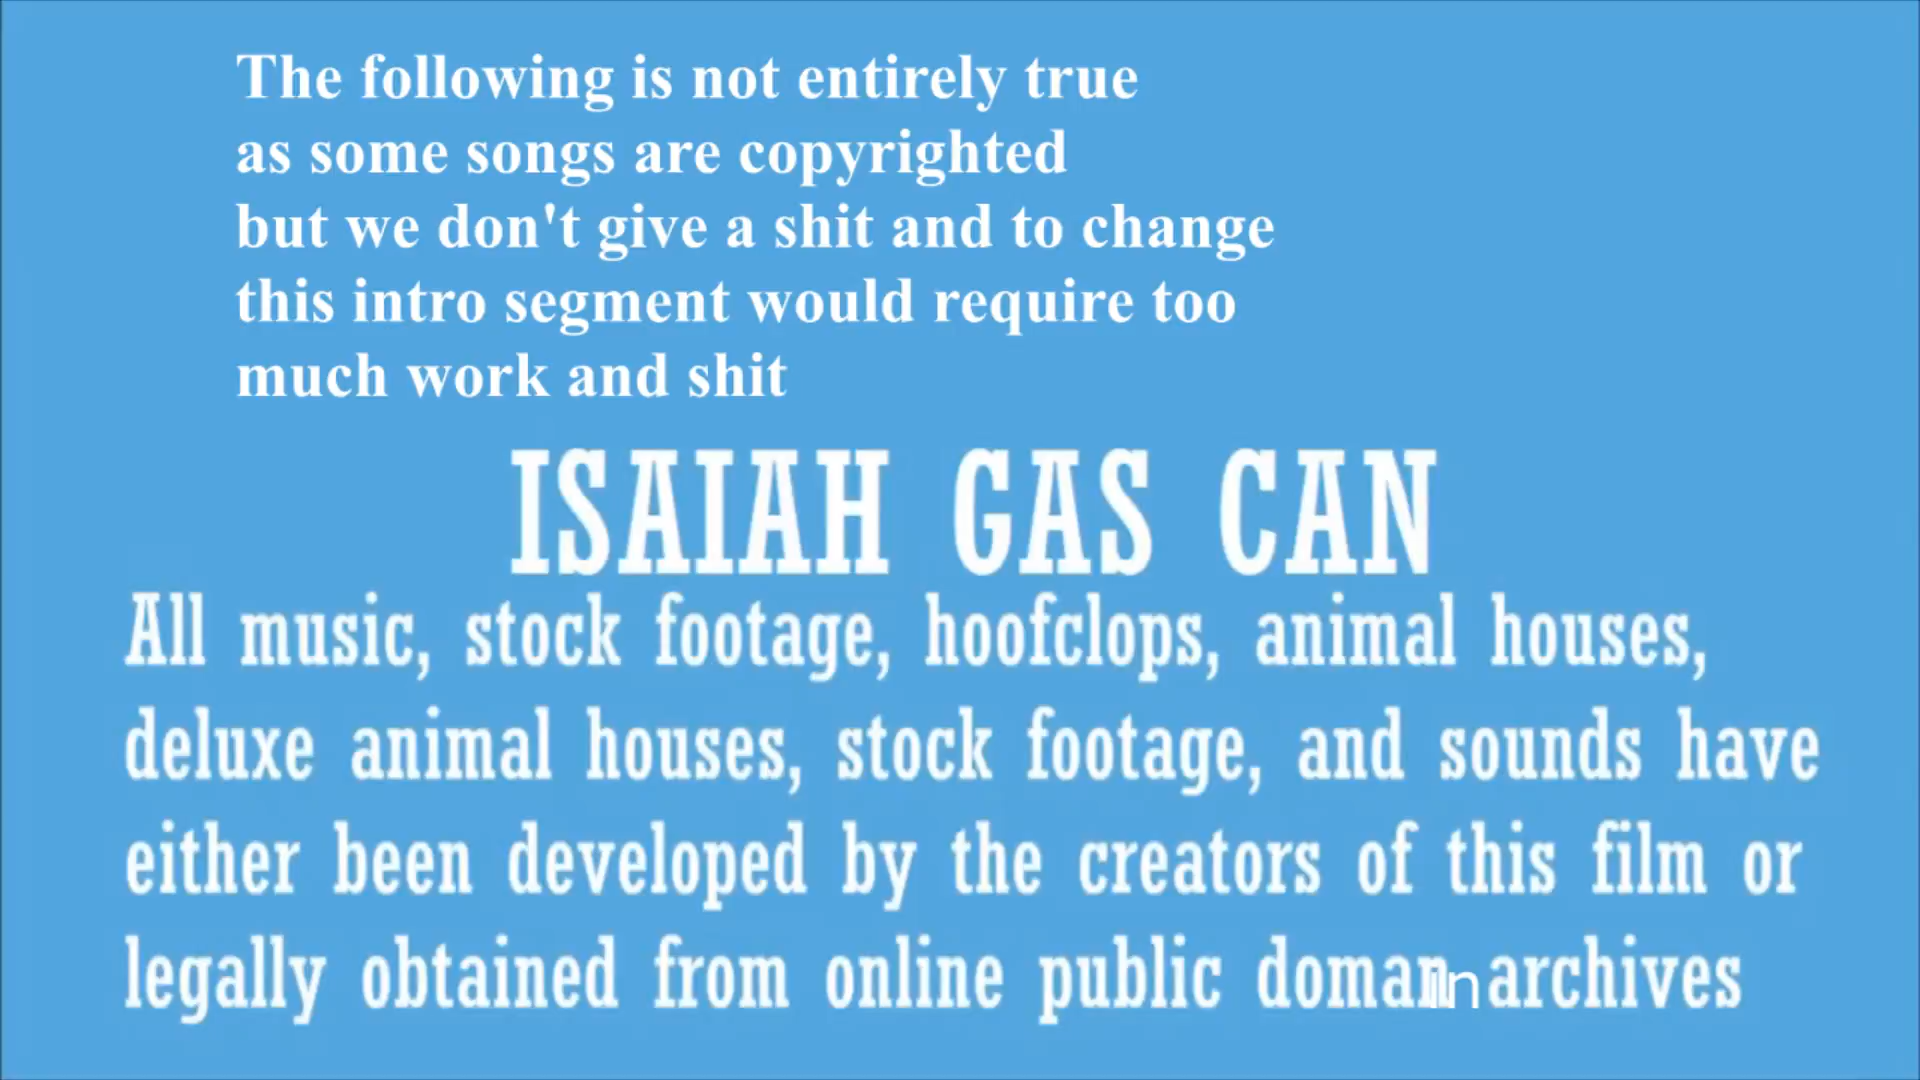 The following is not entirely true
as some songs are copyrighted
but we don't give a shit and to change
this intro segment would require too
much work and shit
ISAIAH GAS CAN
All music, stock footage, hoofclops, animal houses,
deluxe animal houses, stock footage, and sounds have
either been developed by the creators of this film or
legally obtained from online public domain archives